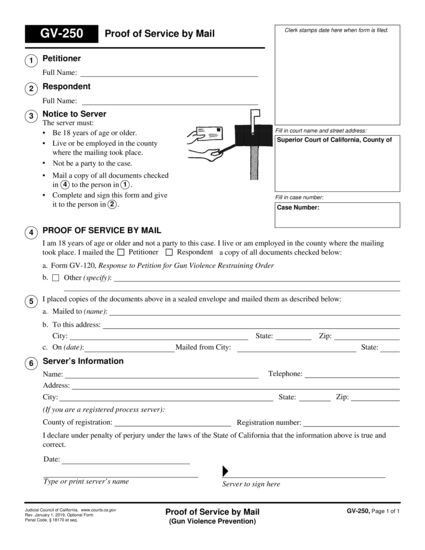 GV-250 Proof of Service by Mail
Clerk stamps date here when form is filed.
1 Petitioner
Full Name:
2 Respondent
Full Name:
3 Notice to Server
The server must:
• Be 18 years of age or older.
• Live or be employed in the county
where the mailing took place.
• Not be a party to the case.
• Mail a copy of all documents checked
in 4 to the person in 1.
• Complete and sign this form and give
it to the person in 2.
Fill in court name and street address:
Superior Court of California, County of
Fill in case number:
Case Number:
4 PROOF OF SERVICE BY MAIL
I am 18 years of age or older and not a party to this case. I live or am employed in the county where the mailing
took place. I mailed the Petitioner Respondent a copy of all documents checked below:
a. Form GV-120, Response to Petition for Gun Violence Restraining Order
b. Other (specify):
5 I placed copies of the documents above in a sealed envelope and mailed them as described below:
a. Mailed to (name):
b. To this address:
City: State: Zip:
c. On (date): Mailed from City: State:
6 Server's Information
Name: Telephone:
Address:
City: State: Zip:
(If you are a registered process server):
County of registration: Registration number:
I declare under penalty of perjury under the laws of the State of California that the information above is true and
correct.
Date:
Type or print server's name
Server to sign here
Judicial Council of California, www.courts.ca.gov
Rev. January 1, 2019, Optional Form
Penal Code, § 18170 et seq.
Proof of Service by Mail
(Gun Violence Prevention)
GV-250, Page 1 of 1